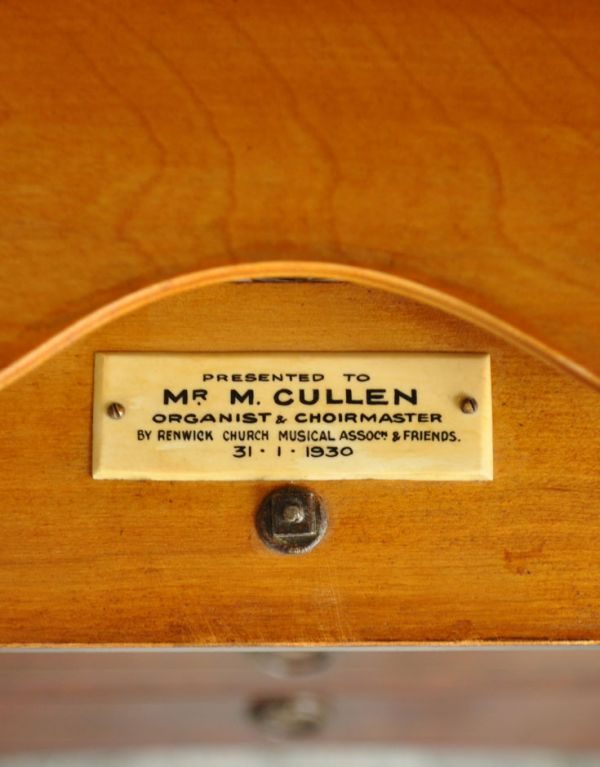 PRESENTED TO
MR. M. CULLEN
ORGANIST & CHOIRMASTER
BY RENWICK CHURCH MUSICAL ASSOCN & FRIENDS.
31 · 1 · 1930